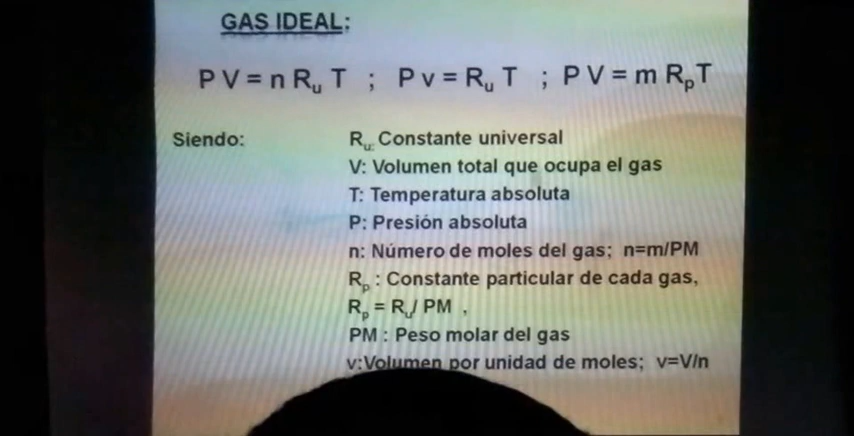 GAS IDEAL:
P V = n Rᵤ T ; P v = Rᵤ T ; P V = m Rₚ T
Siendo: Rᵤ: Constante universal
V: Volumen total que ocupa el gas
T: Temperatura absoluta
P: Presión absoluta
n: Número de moles del gas; n=m/PM
Rₚ : Constante particular de cada gas,
Rₚ = Rᵤ/ PM ,
PM : Peso molar del gas
v:Volumen por unidad de moles; v=V/n